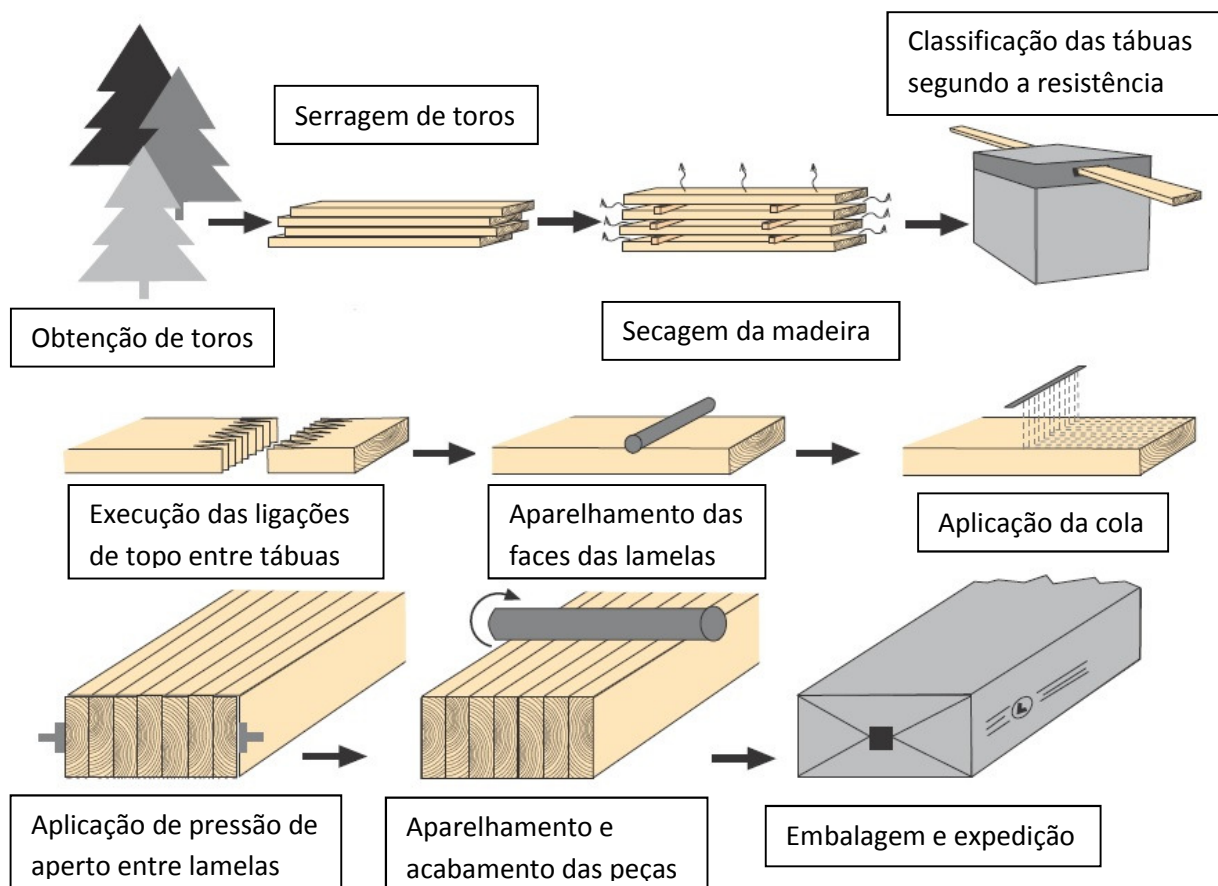 Obtenção de toros
Serragem de toros
Secagem da madeira
Classificação das tábuas
segundo a resistência
Execução das ligações
de topo entre tábuas
Aparelhamento das
faces das lamelas
Aplicação da cola
Aplicação de pressão de
aperto entre lamelas
Aparelhamento e
acabamento das peças
Embalagem e expedição
L